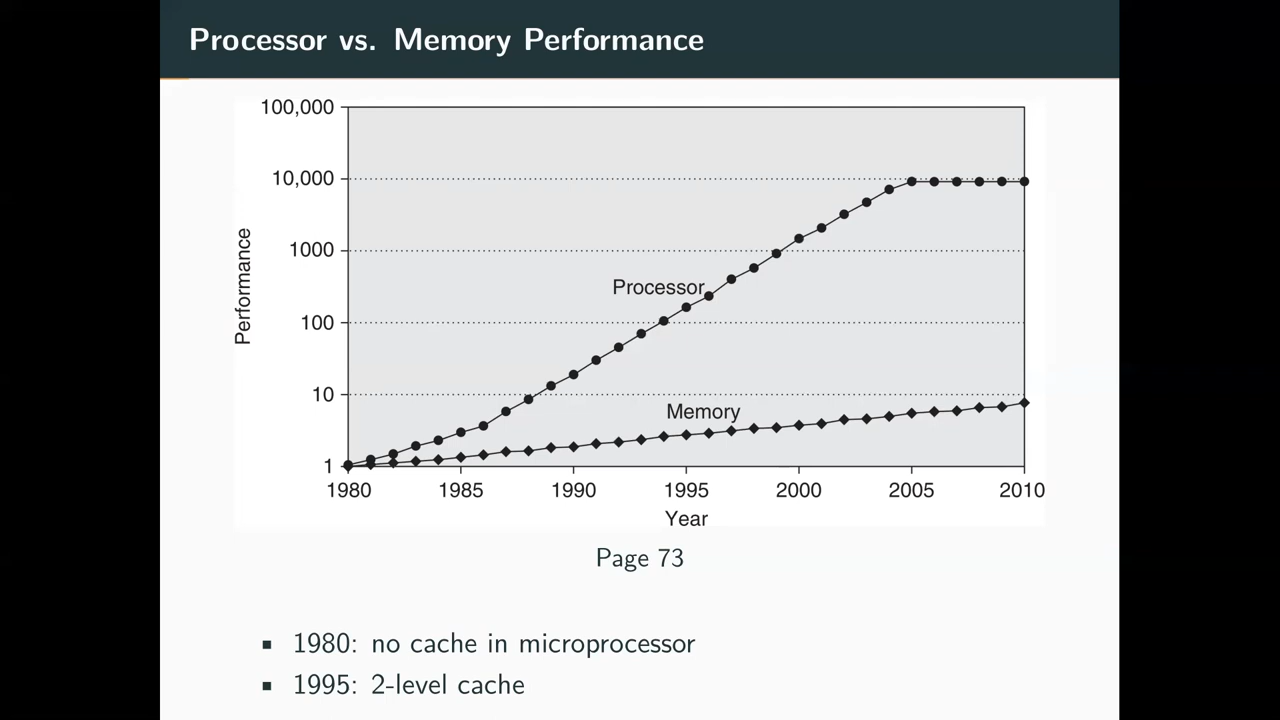 Processor vs. Memory Performance
100,000
10,000
1000
100
10
1
Performance
Processor
Memory
1980 1985 1990 1995 2000 2005 2010
Year
Page 73
▪ 1980: no cache in microprocessor
▪ 1995: 2-level cache